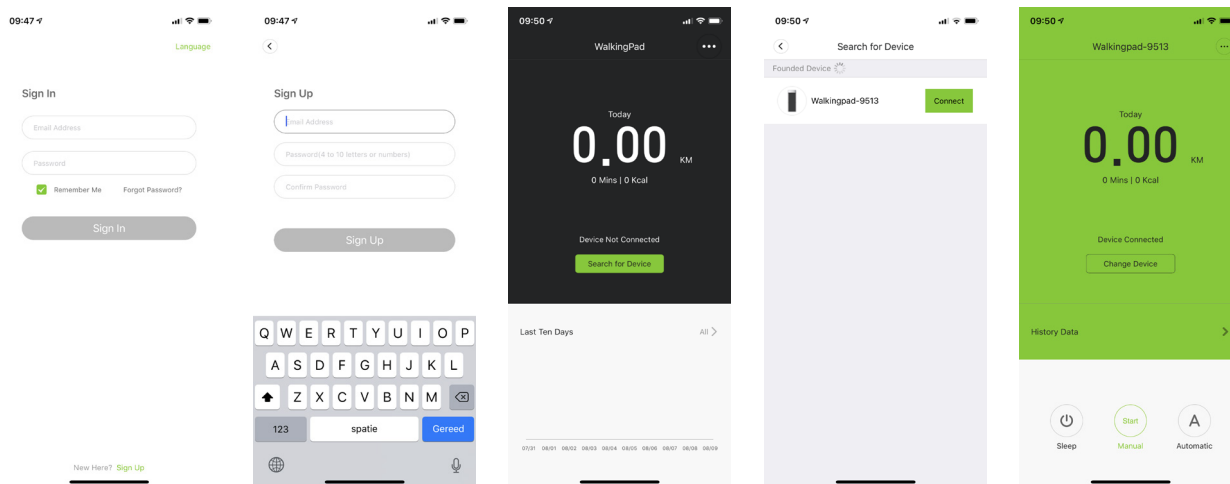 09:47
Language
Sign In
Email Address
Password
Remember Me
Forgot Password?
Sign In
New Here? Sign Up
09:47
Sign Up
Email Address
Password(4 to 10 letters or numbers)
Confirm Password
Sign Up
Q W E R T Y U I O P
A S D F G H J K L
Z X C V B N M
123 spatie Gereed
09:50
WalkingPad
Today
0.00 KM
0 Mins | 0 Kcal
Device Not Connected
Search for Device
Last Ten Days
All
07/31 08/01 08/02 08/03 08/04 08/05 08/06 08/07 08/08 08/09
09:50
Search for Device
Founded Device
Walkingpad-9513
Connect
09:50
Walkingpad-9513
Today
0.00 KM
0 Mins | 0 Kcal
Device Connected
Change Device
History Data
Start
A
Sleep
Manual
Automatic